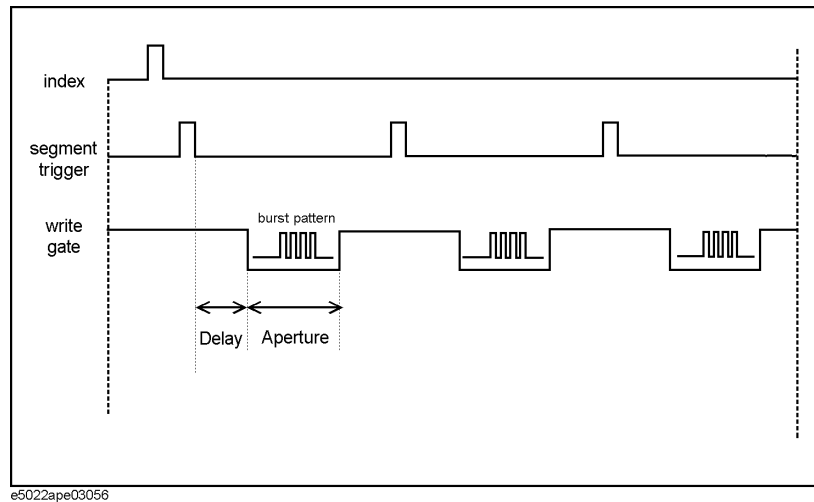 index
segment
trigger
write
gate
burst pattern
Delay
Aperture
e5022ape03056